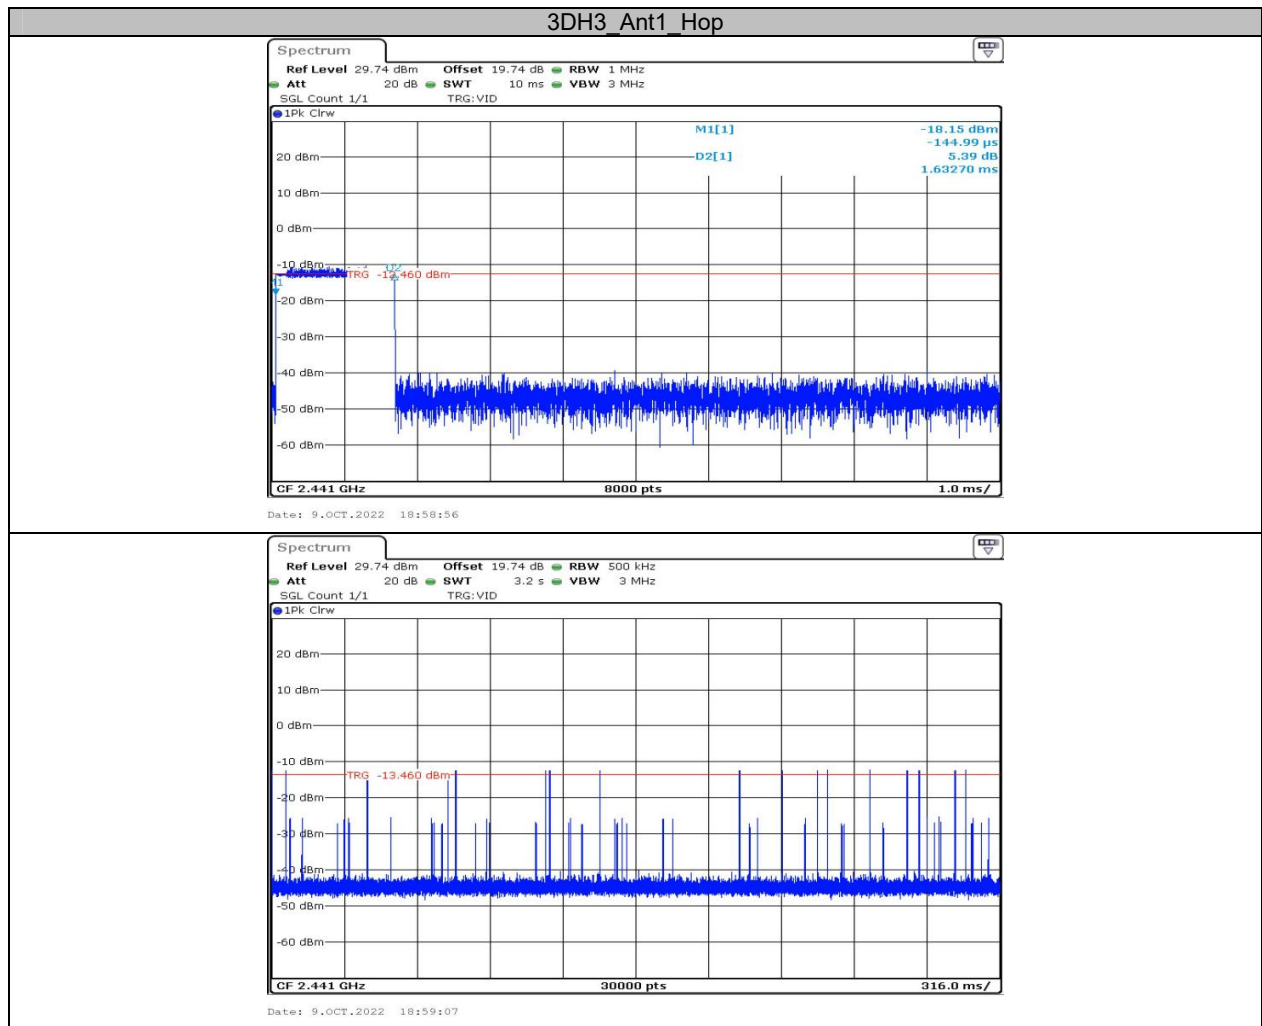 3DH3_Ant1_Hop
Spectrum
Ref Level 29.74 dBm Offset 19.74 dB RBW 1 MHz
Att 20 dB SWT 10 ms VBW 3 MHz
SGL Count 1/1 TRG:VID
1Pk Clrw
M1[1] -18.15 dBm
-144.99 µs
20 dBm D2[1] 5.39 dB
1.63270 ms
10 dBm
0 dBm
-10 dBm
D2
TRG -12.460 dBm
-20 dBm
-30 dBm
-40 dBm
-50 dBm
-60 dBm
CF 2.441 GHz 8000 pts 1.0 ms/
Date: 9.OCT.2022 18:58:56
Spectrum
Ref Level 29.74 dBm Offset 19.74 dB RBW 500 kHz
Att 20 dB SWT 3.2 s VBW 3 MHz
SGL Count 1/1 TRG:VID
1Pk Clrw
20 dBm
10 dBm
0 dBm
-10 dBm
TRG -13.460 dBm
-20 dBm
-30 dBm
-40 dBm
-50 dBm
-60 dBm
CF 2.441 GHz 30000 pts 316.0 ms/
Date: 9.OCT.2022 18:59:07